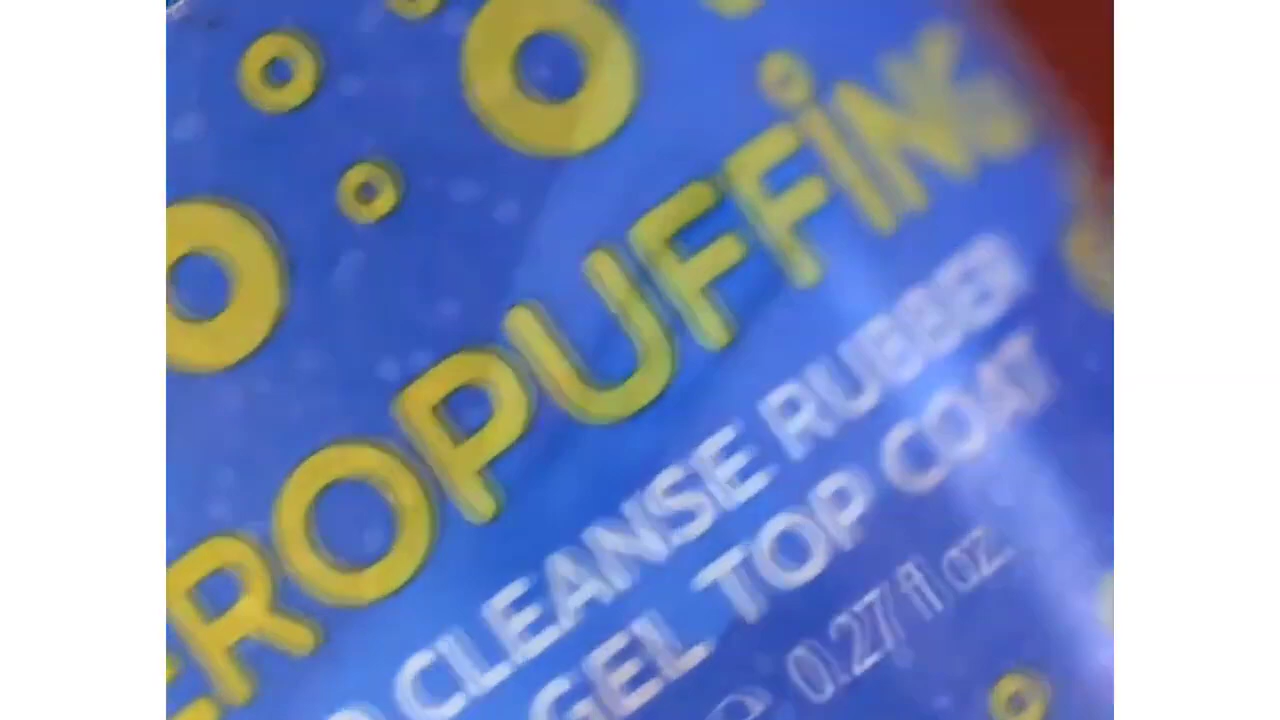 EROPUFFiN
CLEANSE RUBBER
GEL TOP COAT
0.27 fl oz.